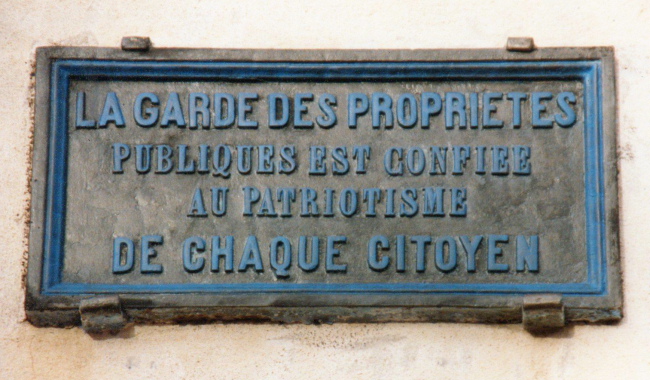 LA GARDE DES PROPRIETES
PUBLIQUES EST CONFIEE
AU PATRIOTISME
DE CHAQUE CITOYEN